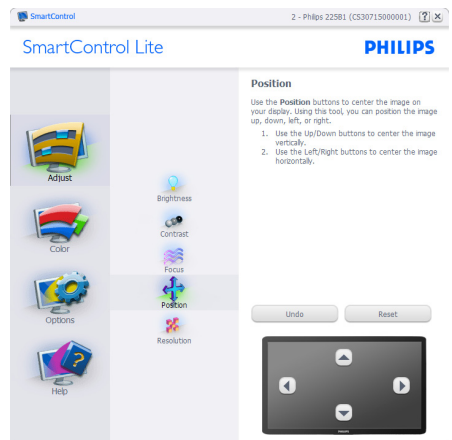 SmartControl
2 - Philips 225B1 (CS30715000001)
?
SmartControl Lite
PHILIPS
Adjust
Color
Options
Help
Brightness
Contrast
Focus
Position
Resolution
Position
Use the Position buttons to center the image on
your display. Using this tool, you can position the image
up, down, left, or right.
1. Use the Up/Down buttons to center the image
vertically.
2. Use the Left/Right buttons to center the image
horizontally.
Undo
Reset
PHILIPS